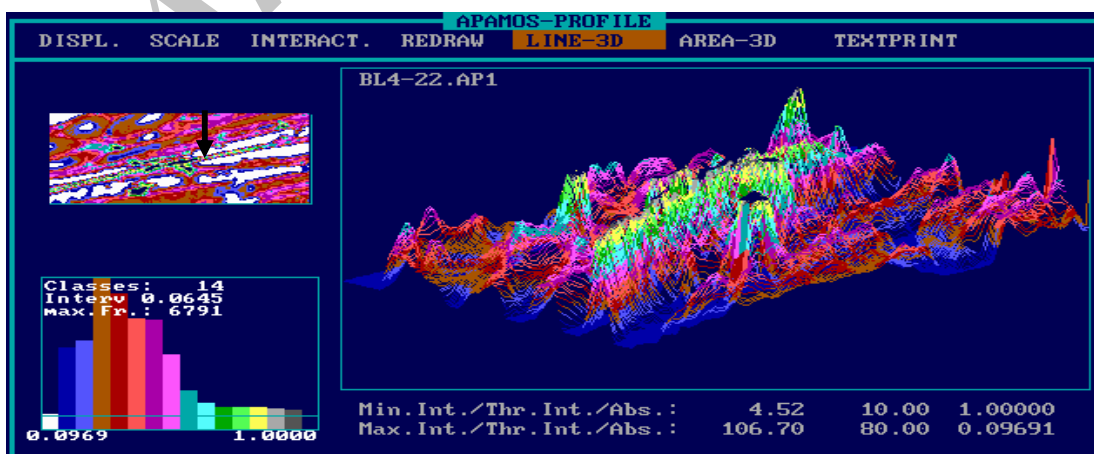 APAMOS-PROFILE
DISPL. SCALE INTERACT. REDRAW LINE-3D AREA-3D TEXTPRINT
BL4-22.AP1
Classes: 14
Interv 0.0645
max.Fr.: 6791
0.0969 1.0000
Min.Int./Thr.Int./Abs.: 4.52 10.00 1.00000
Max.Int./Thr.Int./Abs.: 106.70 80.00 0.09691